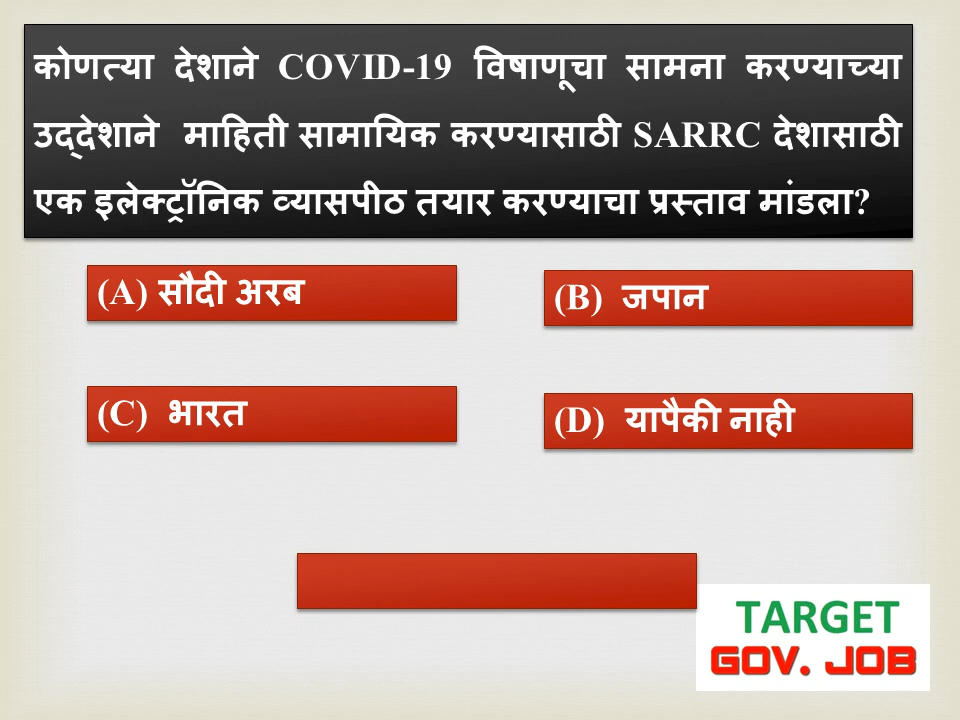 कोणत्या देशाने COVID-19 विषाणूचा सामना करण्याच्या
उद्देशाने माहिती सामायिक करण्यासाठी SARRC देशासाठी
एक इलेक्ट्रॉनिक व्यासपीठ तयार करण्याचा प्रस्ताव मांडला?
(A) सौदी अरब
(B) जपान
(C) भारत
(D) यापैकी नाही
TARGET
GOV. JOB